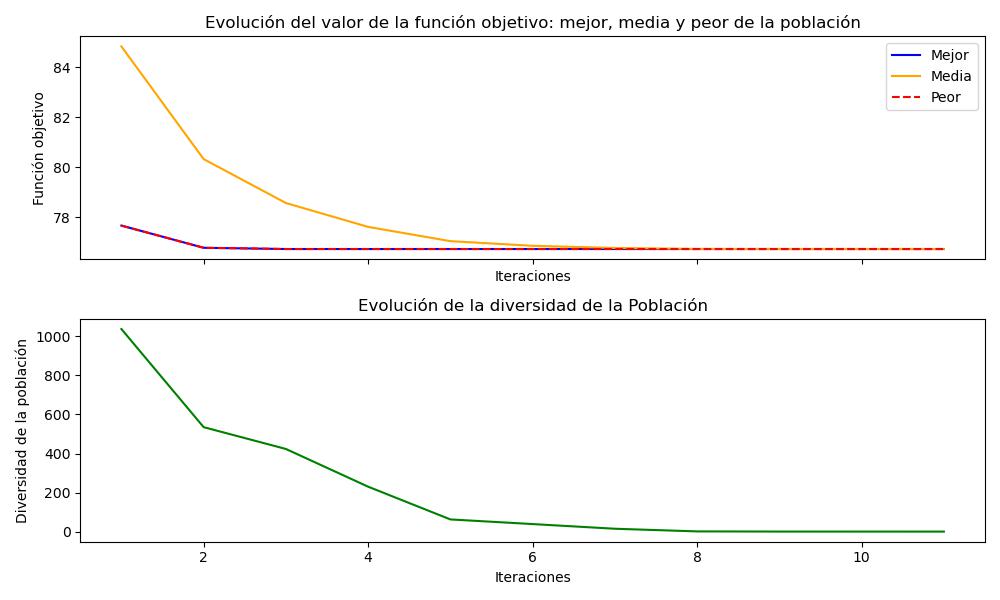 Evolución del valor de la función objetivo: mejor, media y peor de la población
Función objetivo
84
82
80
78
Mejor
Media
Peor
Iteraciones
Evolución de la diversidad de la Población
Diversidad de la población
1000
800
600
400
200
0
2
4
6
8
10
Iteraciones